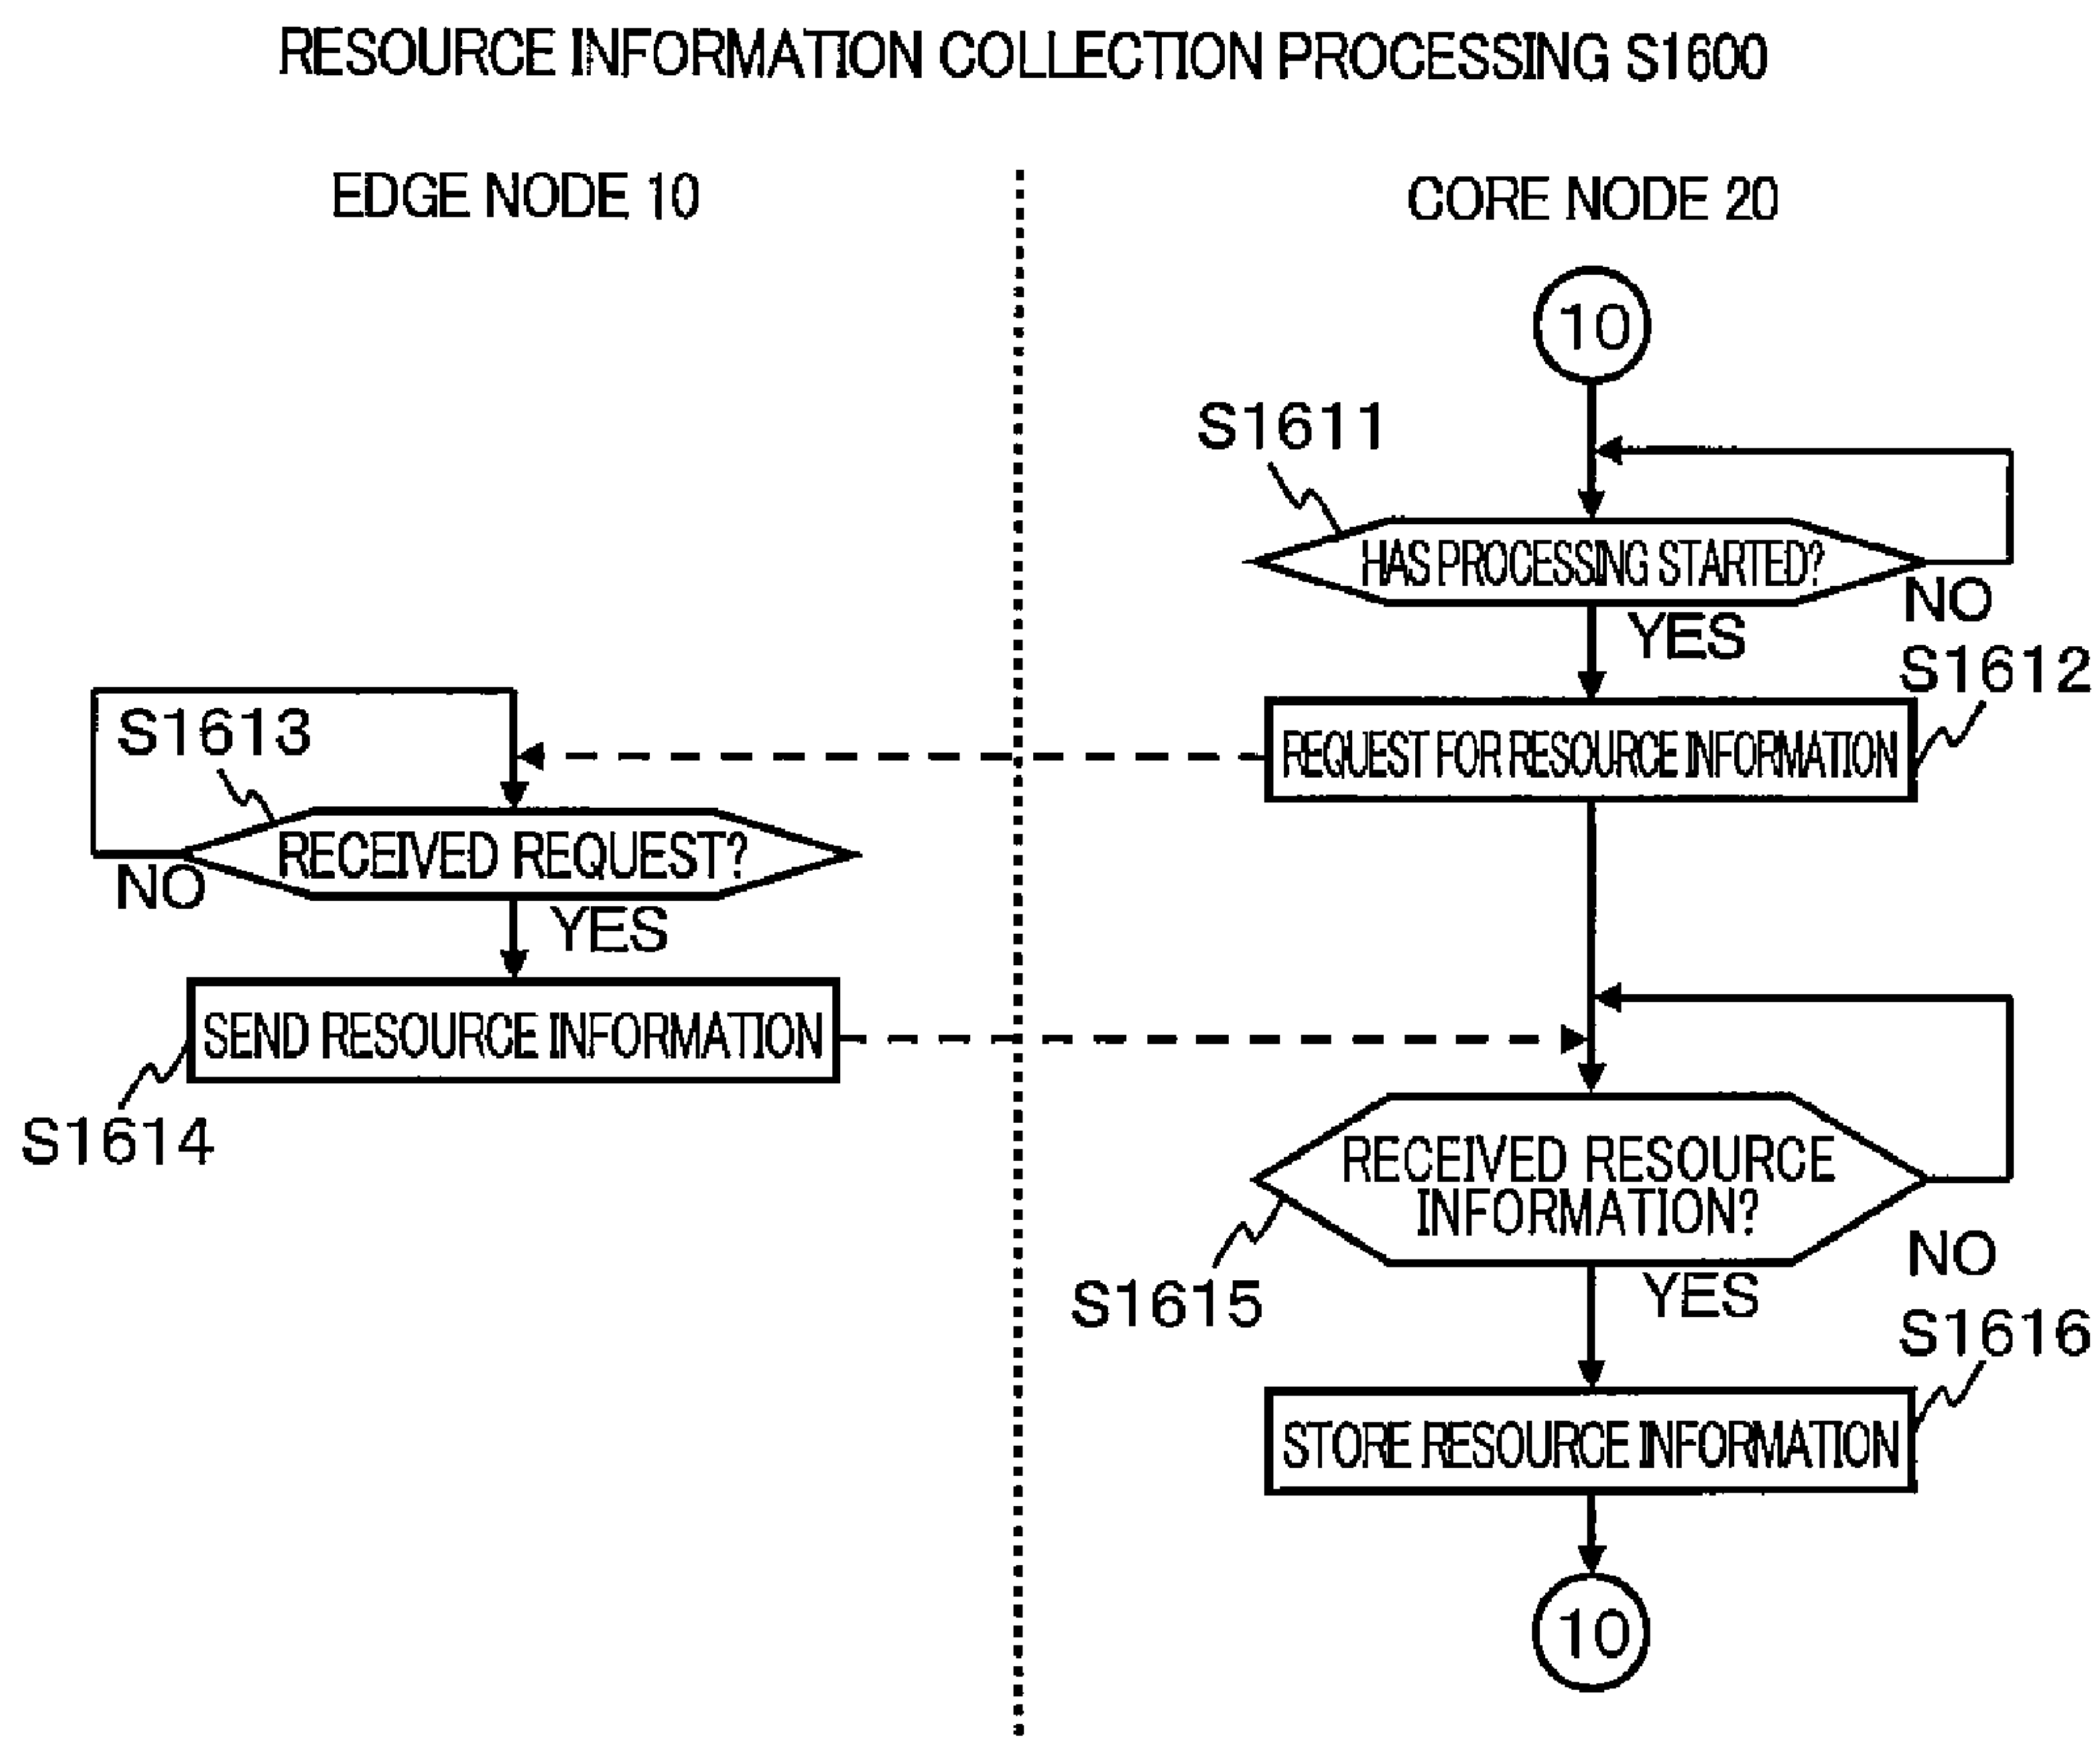 RESOURCE INFORMATION COLLECTION PROCESSING S1600
EDGE NODE 10
CORE NODE 20
10
S1611
HAS PROCESSING STARTED?
NO
YES
S1612
REQUEST FOR RESOURCE INFORMATION
S1613
RECEIVED REQUEST?
NO
YES
SEND RESOURCE INFORMATION
S1614
RECEIVED RESOURCE
INFORMATION?
NO
S1615
YES
S1616
STORE RESOURCE INFORMATION
10